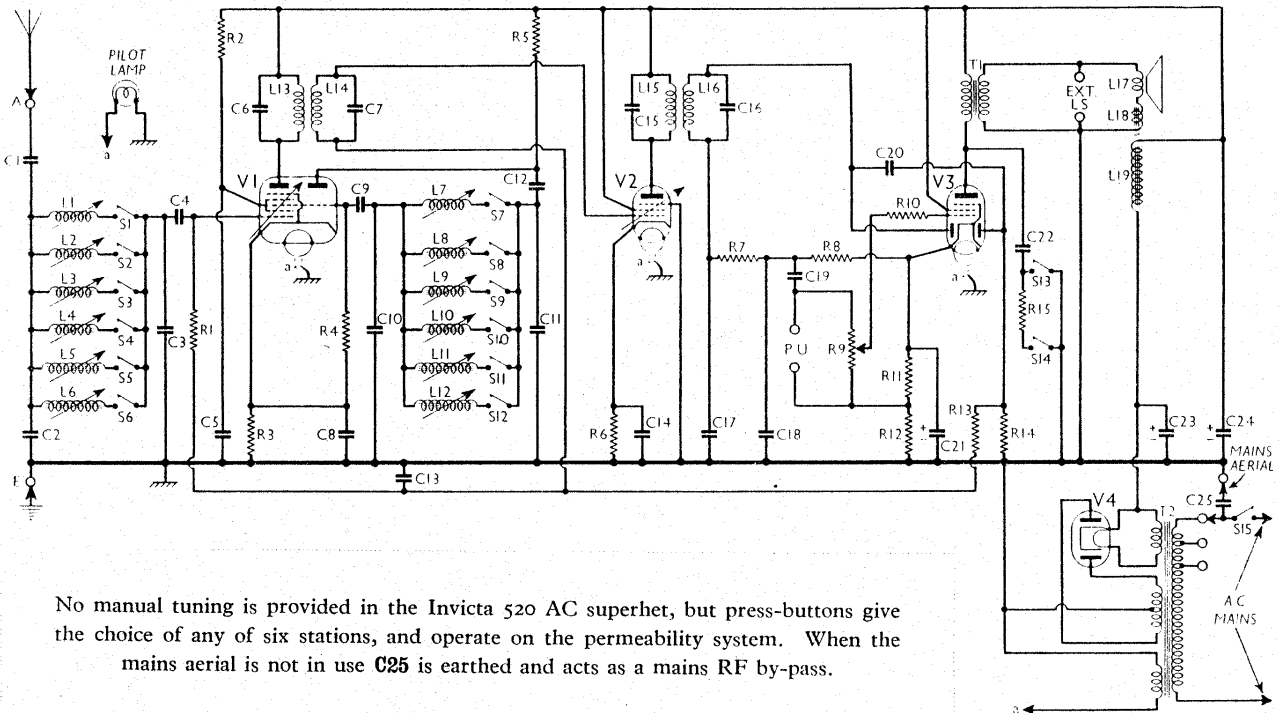 R2
R5
PILOT
LAMP
A
a
C1
L13
L14
C6
C7
L15
L16
C15
C16
T1
EXT.
LS
L17
L18
L19
V1
C9
C12
V2
C20
V3
L1
S1
L2
S2
L3
S3
L4
S4
L5
S5
L6
S6
C2
C4
C3
R1
C5
a
R4
R3
C8
C10
L7
S7
L8
S8
L9
S9
L10
S10
L11
S11
L12
S12
C11
C13
a
R6
C14
R7
R8
C19
C17
C18
PU
R9
R10
R11
R12
C21
a
R13
R14
C22
S13
R15
S14
+
C23
+
C24
E
MAINS
AERIAL
C25
S15
V4
T2
AC
MAINS
a
No manual tuning is provided in the Invicta 520 AC superhet, but press-buttons give
the choice of any of six stations, and operate on the permeability system. When the
mains aerial is not in use C25 is earthed and acts as a mains RF by-pass.